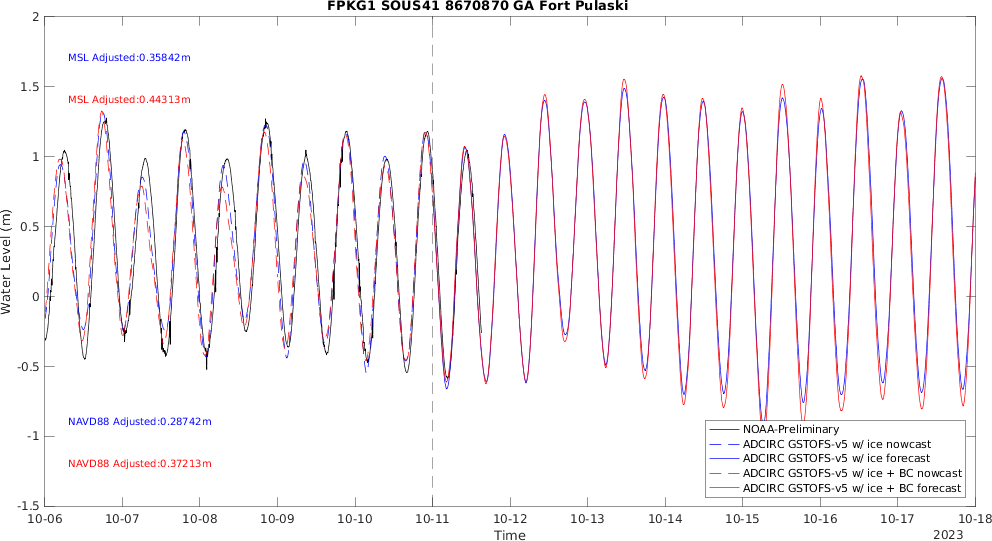 FPKG1 SOUS41 8670870 GA Fort Pulaski
2
1.5
1
0.5
0
-0.5
-1
-1.5
Water Level (m)
MSL Adjusted:0.35842m
MSL Adjusted:0.44313m
NAVD88 Adjusted:0.28742m
NAVD88 Adjusted:0.37213m
NOAA-Preliminary
ADCIRC GSTOFS-v5 w/ ice nowcast
ADCIRC GSTOFS-v5 w/ ice forecast
ADCIRC GSTOFS-v5 w/ ice + BC nowcast
ADCIRC GSTOFS-v5 w/ ice + BC forecast
10-06 10-07 10-08 10-09 10-10 10-11 10-12 10-13 10-14 10-15 10-16 10-17 10-18
Time
2023